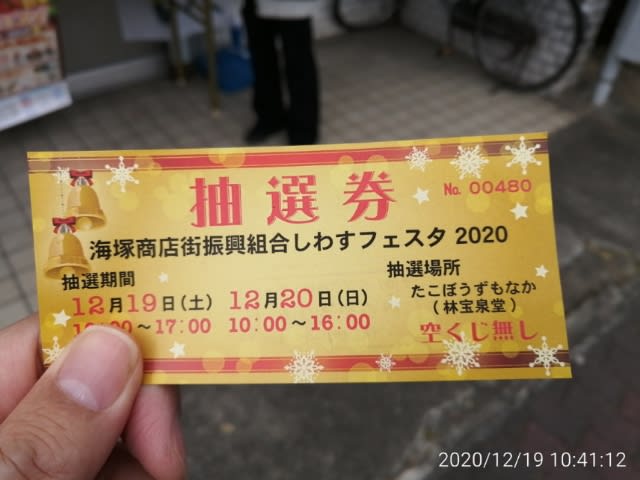 抽選券
No. 00480
海塚商店街振興組合しわすフェスタ 2020
抽選期間
12月19日(土) 12月20日(日)
〜17:00 10:00〜16:00
抽選場所
たこぼうずもなか
(林宝泉堂)
空くじ無し
2020/12/19 10:41:12